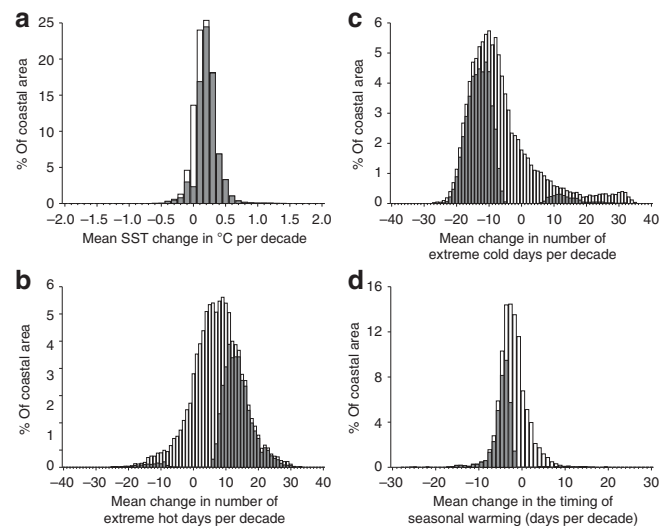 a
% Of coastal area
25
20
15
10
5
0
–2.0 –1.5 –1.0 –0.5 0 0.5 1.0 1.5 2.0
Mean SST change in °C per decade
b
% Of coastal area
6
5
4
3
2
1
0
–40 –30 –20 –10 0 10 20 30 40
Mean change in number of
extreme hot days per decade
c
% Of coastal area
6
5
4
3
2
1
0
–40 –30 –20 –10 0 10 20 30 40
Mean change in number of
extreme cold days per decade
d
% Of coastal area
16
12
8
4
0
–30 –20 –10 0 10 20 30
Mean change in the timing of
seasonal warming (days per decade)